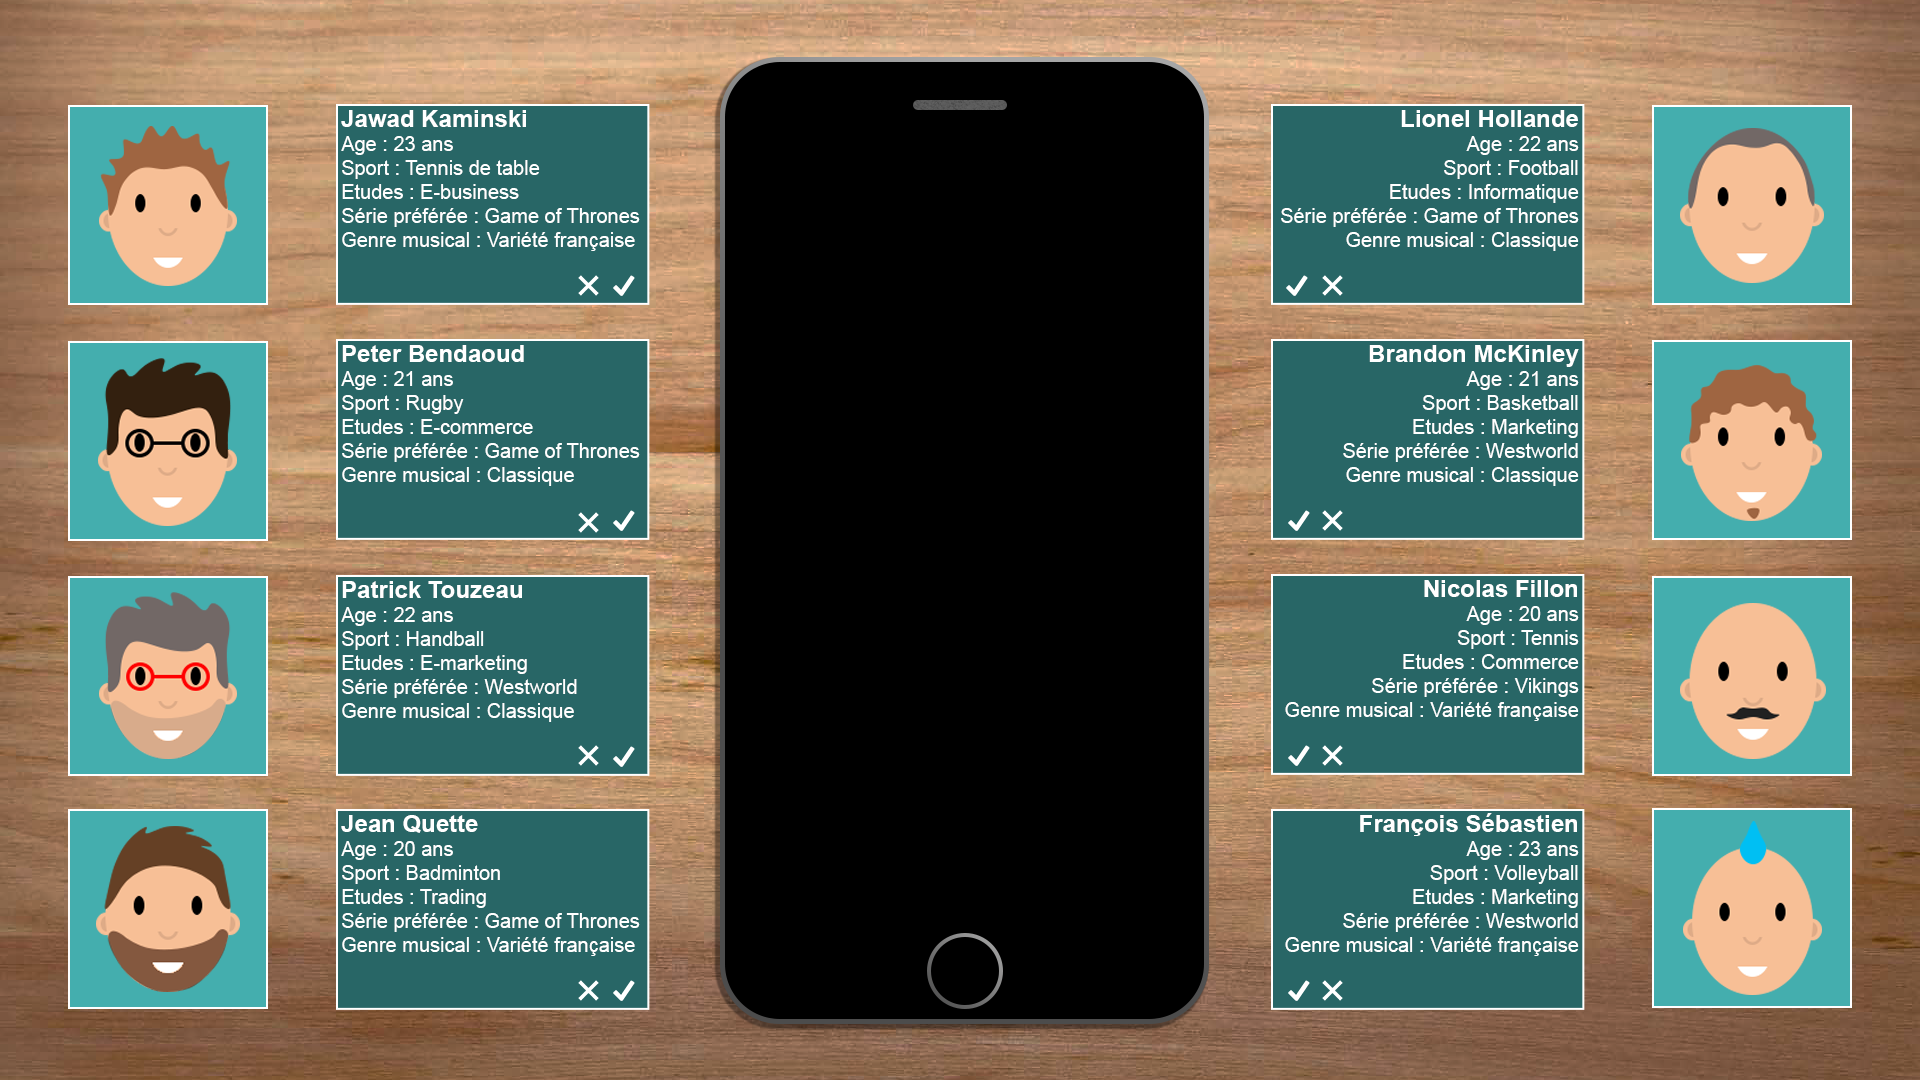 Jawad Kaminski
Age : 23 ans
Sport : Tennis de table
Etudes : E-business
Série préférée : Game of Thrones
Genre musical : Variété française
Peter Bendaoud
Age : 21 ans
Sport : Rugby
Etudes : E-commerce
Série préférée : Game of Thrones
Genre musical : Classique
Patrick Touzeau
Age : 22 ans
Sport : Handball
Etudes : E-marketing
Série préférée : Westworld
Genre musical : Classique
Jean Quette
Age : 20 ans
Sport : Badminton
Etudes : Trading
Série préférée : Game of Thrones
Genre musical : Variété française
Lionel Hollande
Age : 22 ans
Sport : Football
Etudes : Informatique
Série préférée : Game of Thrones
Genre musical : Classique
Brandon McKinley
Age : 21 ans
Sport : Basketball
Etudes : Marketing
Série préférée : Westworld
Genre musical : Classique
Nicolas Fillon
Age : 20 ans
Sport : Tennis
Etudes : Commerce
Série préférée : Vikings
Genre musical : Variété française
François Sébastien
Age : 23 ans
Sport : Volleyball
Etudes : Marketing
Série préférée : Westworld
Genre musical : Variété française